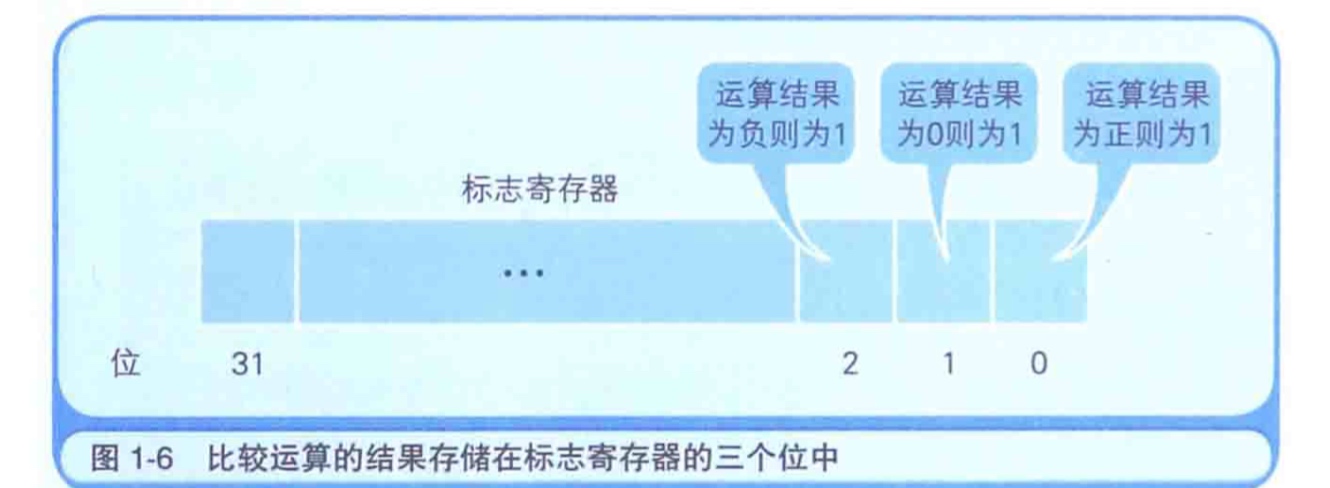 运算结果
为负则为1
运算结果
为0则为1
运算结果
为正则为1
标志寄存器
...
位 31 2 1 0
图 1-6 比较运算的结果存储在标志寄存器的三个位中